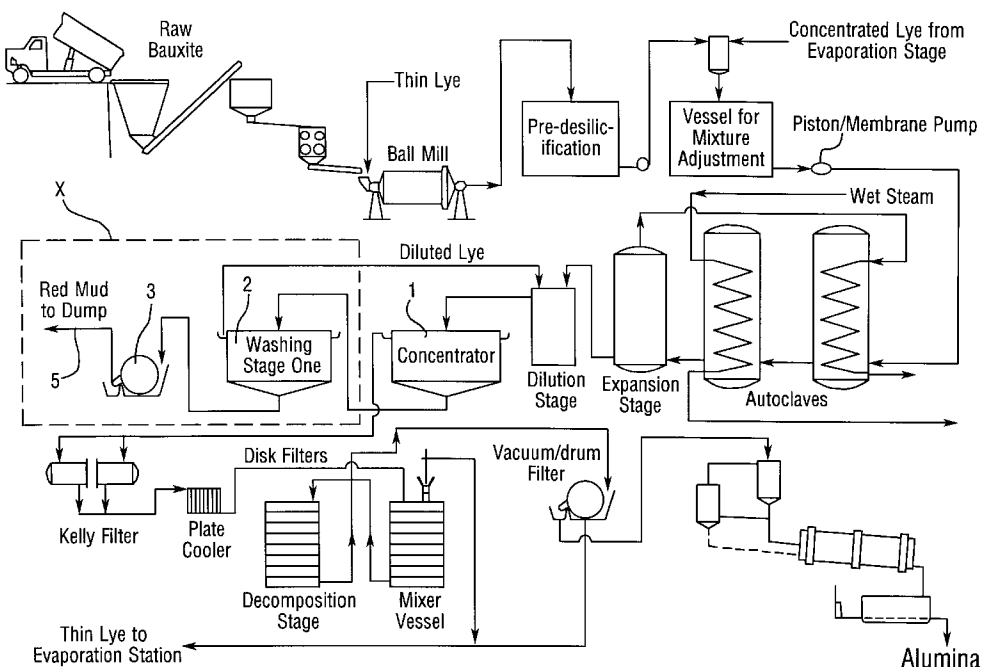 Raw
Bauxite
Concentrated Lye from
Evaporation Stage
Thin Lye
Pre-desilic-
ification
Vessel for
Mixture
Adjustment
Piston/Membrane Pump
Ball Mill
X
Wet Steam
Diluted Lye
Red Mud
to Dump
3
2
1
Washing
Stage One
Concentrator
5
Dilution
Stage
Expansion
Stage
Autoclaves
Disk Filters
Vacuum/drum
Filter
Kelly Filter
Plate
Cooler
Decomposition
Stage
Mixer
Vessel
Thin Lye to
Evaporation Station
Alumina